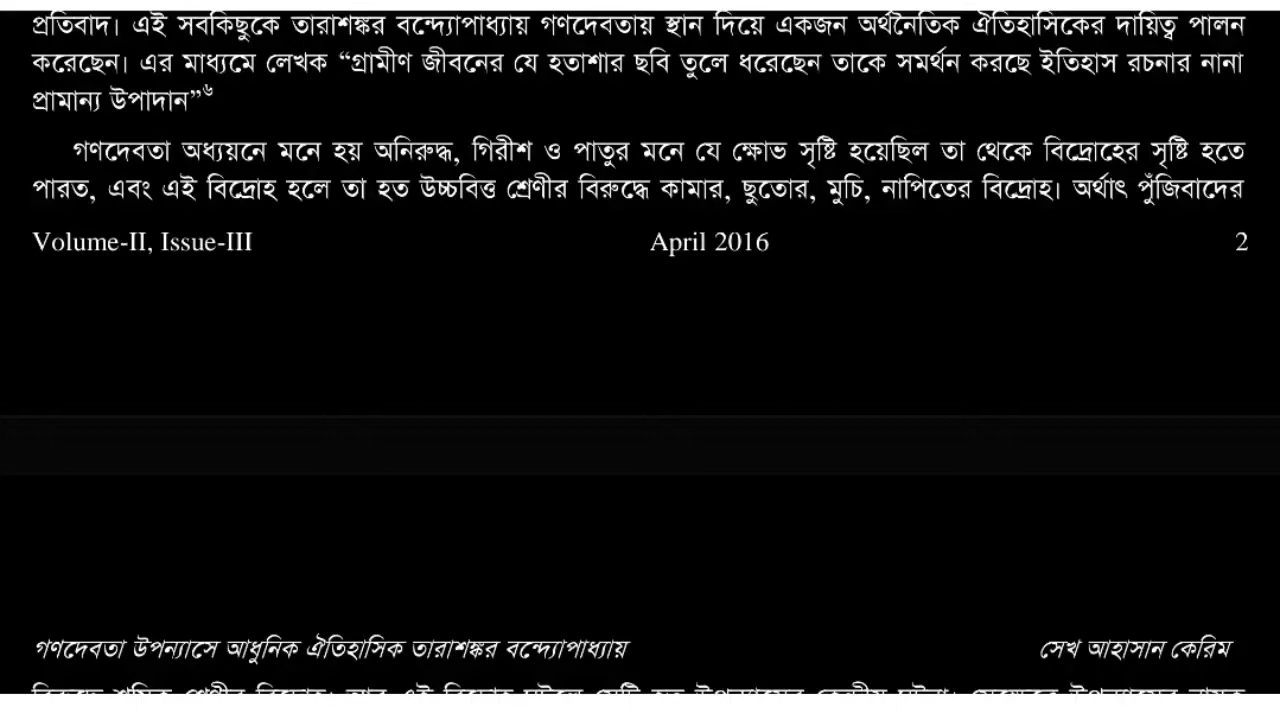 প্রতিবাদ। এই সবকিছুকে তারাশঙ্কর বন্দ্যোপাধ্যায় গণদেবতায় স্থান দিয়ে একজন অর্থনৈতিক ঐতিহাসিকের দায়িত্ব পালন
করেছেন। এর মাধ্যমে লেখক “গ্রামীণ জীবনের যে হতাশার ছবি তুলে ধরেছেন তাকে সমর্থন করছে ইতিহাস রচনার নানা
প্রামান্য উপাদান”৬
গণদেবতা অধ্যয়নে মনে হয় অনিরুদ্ধ, গিরীশ ও পাতুর মনে যে ক্ষোভ সৃষ্টি হয়েছিল তা থেকে বিদ্রোহের সৃষ্টি হতে
পারত, এবং এই বিদ্রোহ হলে তা হত উচ্চবিত্ত শ্রেণীর বিরুদ্ধে কামার, ছুতোর, মুচি, নাপিতের বিদ্রোহ। অর্থাৎ পুঁজিবাদের
Volume-II, Issue-III April 2016 2
গণদেবতা উপন্যাসে আধুনিক ঐতিহাসিক তারাশঙ্কর বন্দ্যোপাধ্যায় সেখ আহাসান কেরিম